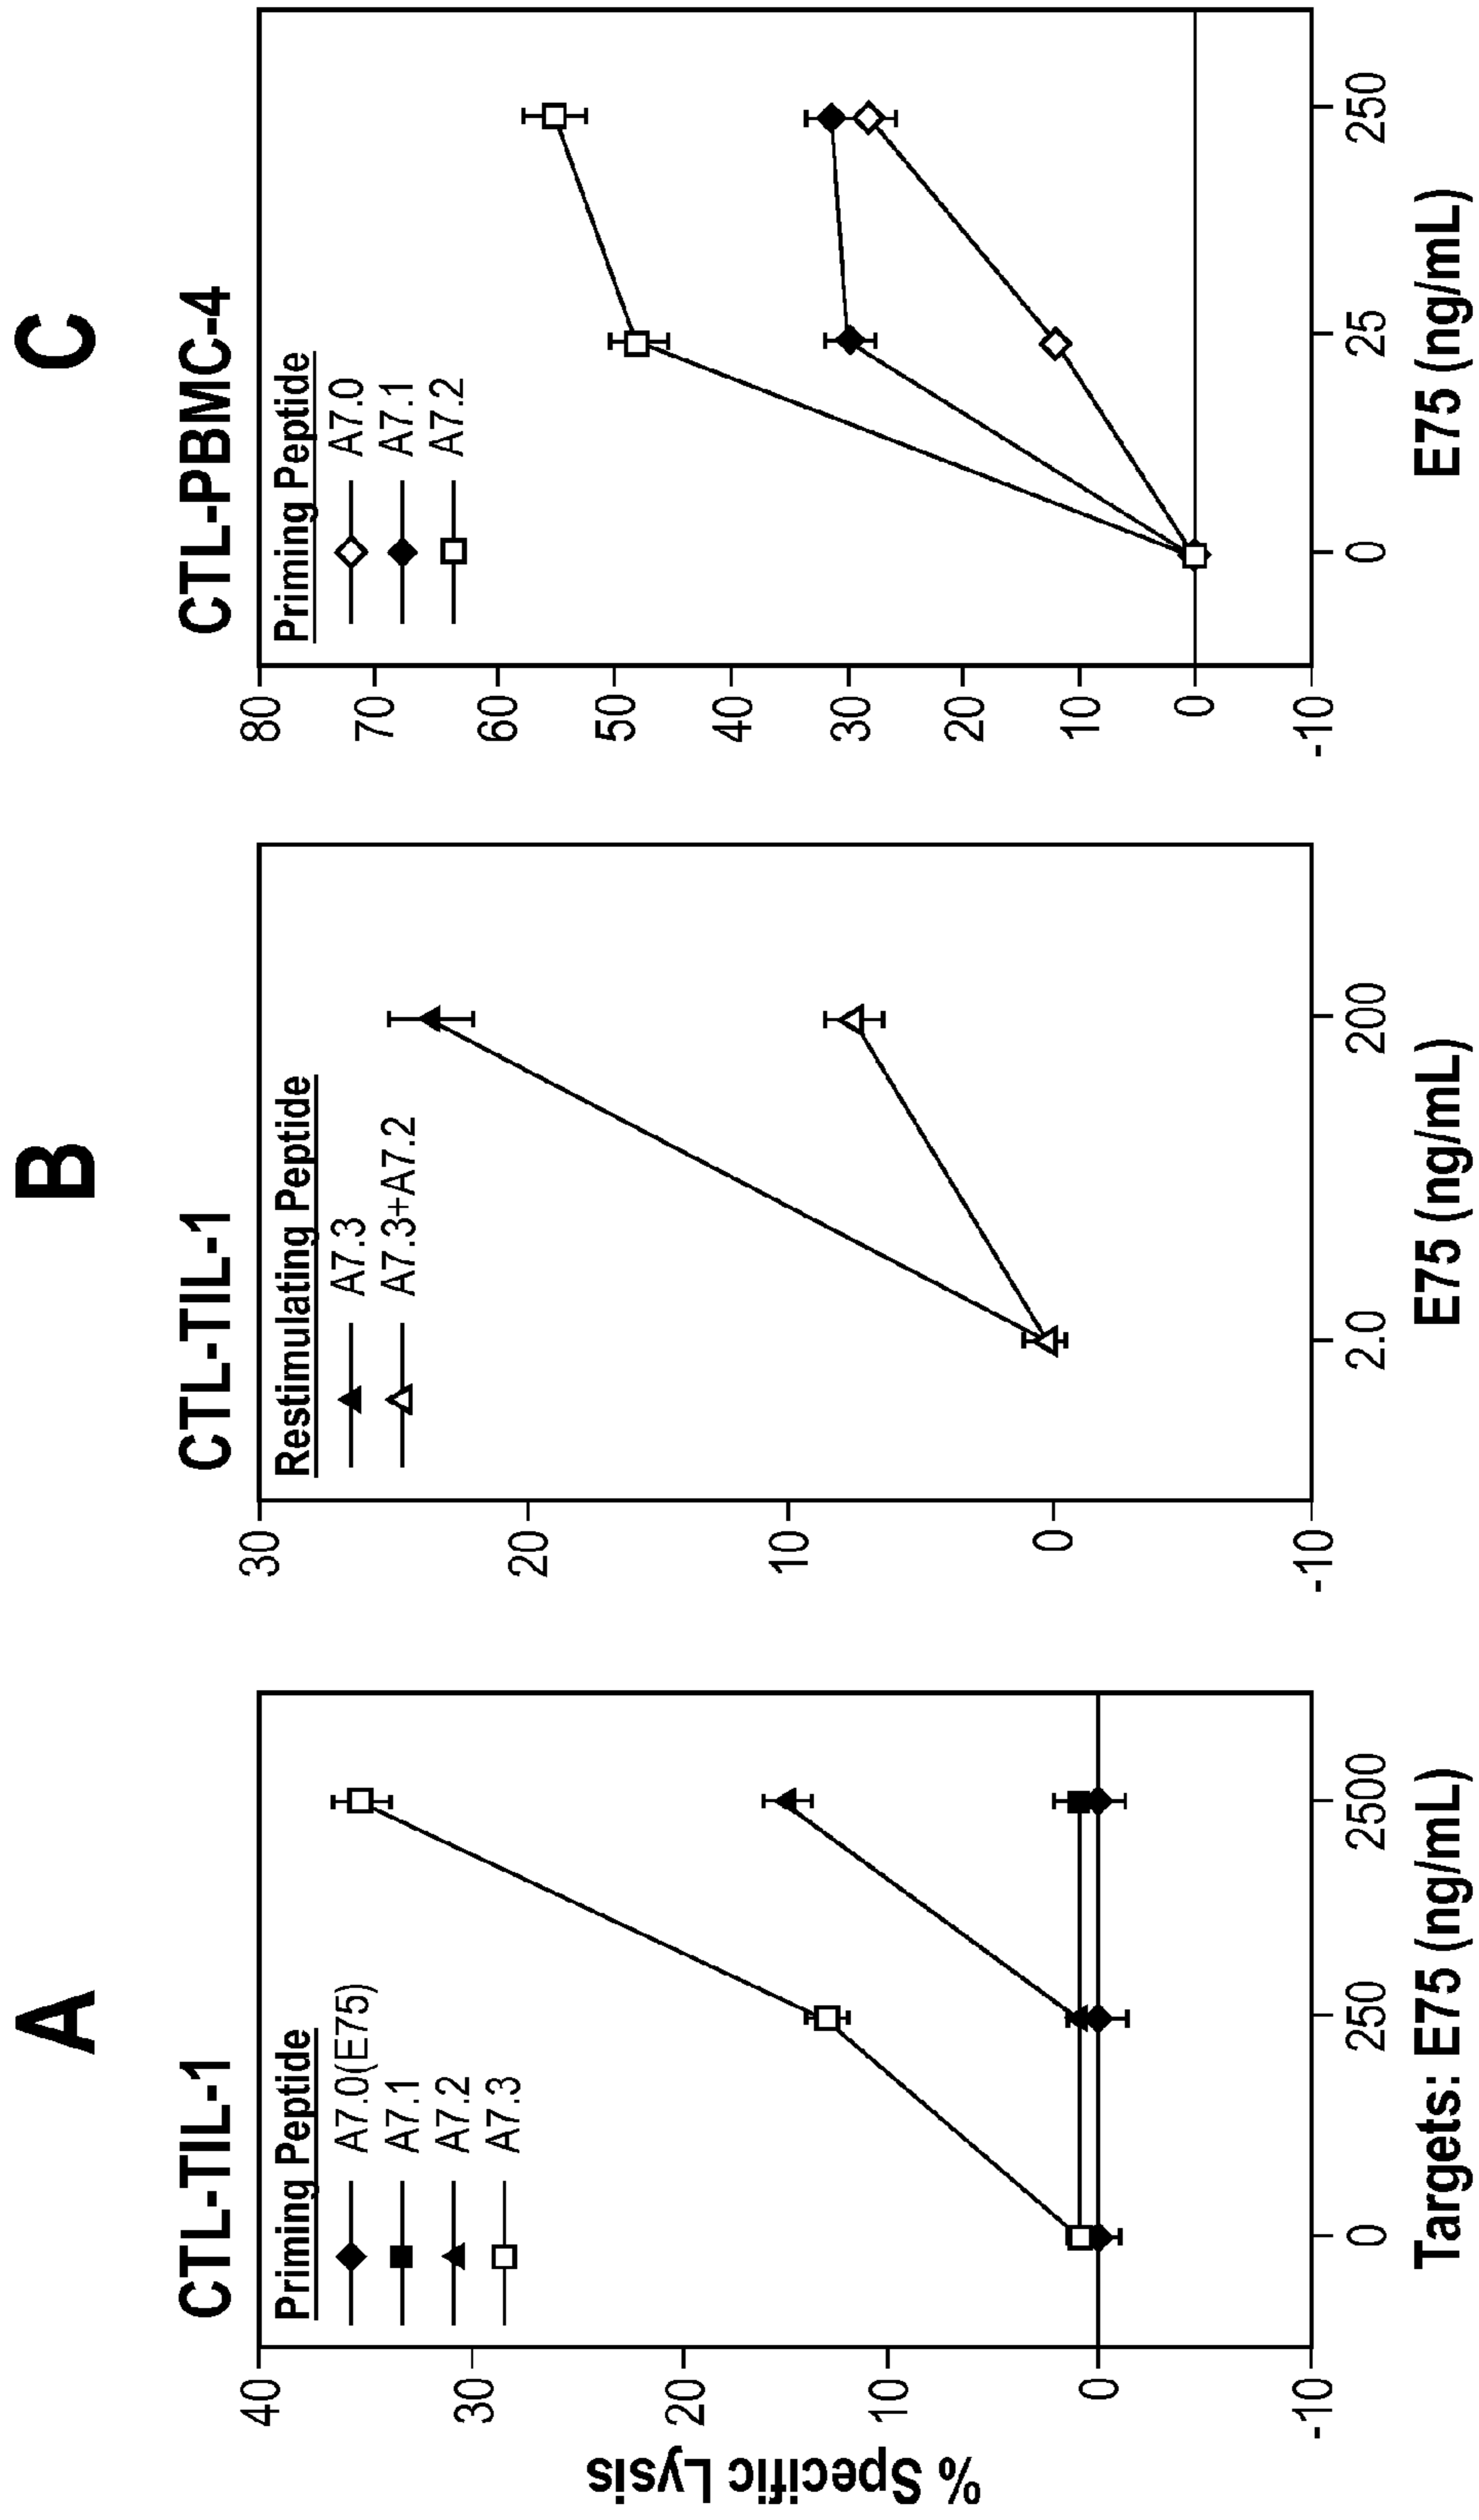 A
CTL-TIL-1
Priming Peptide
A7.0(E75)
A7.1
A7.2
A7.3
% Specific Lysis
40
30
20
10
0
-10
0
250
2500
Targets: E75 (ng/mL)
B
CTL-TIL-1
Restimulating Peptide
A7.3
A7.3+A7.2
30
20
10
0
-10
2.0
200
E75 (ng/mL)
C
CTL-PBMC-4
Priming Peptide
A7.0
A7.1
A7.2
80
70
60
50
40
30
20
10
0
-10
0
25
250
E75 (ng/mL)